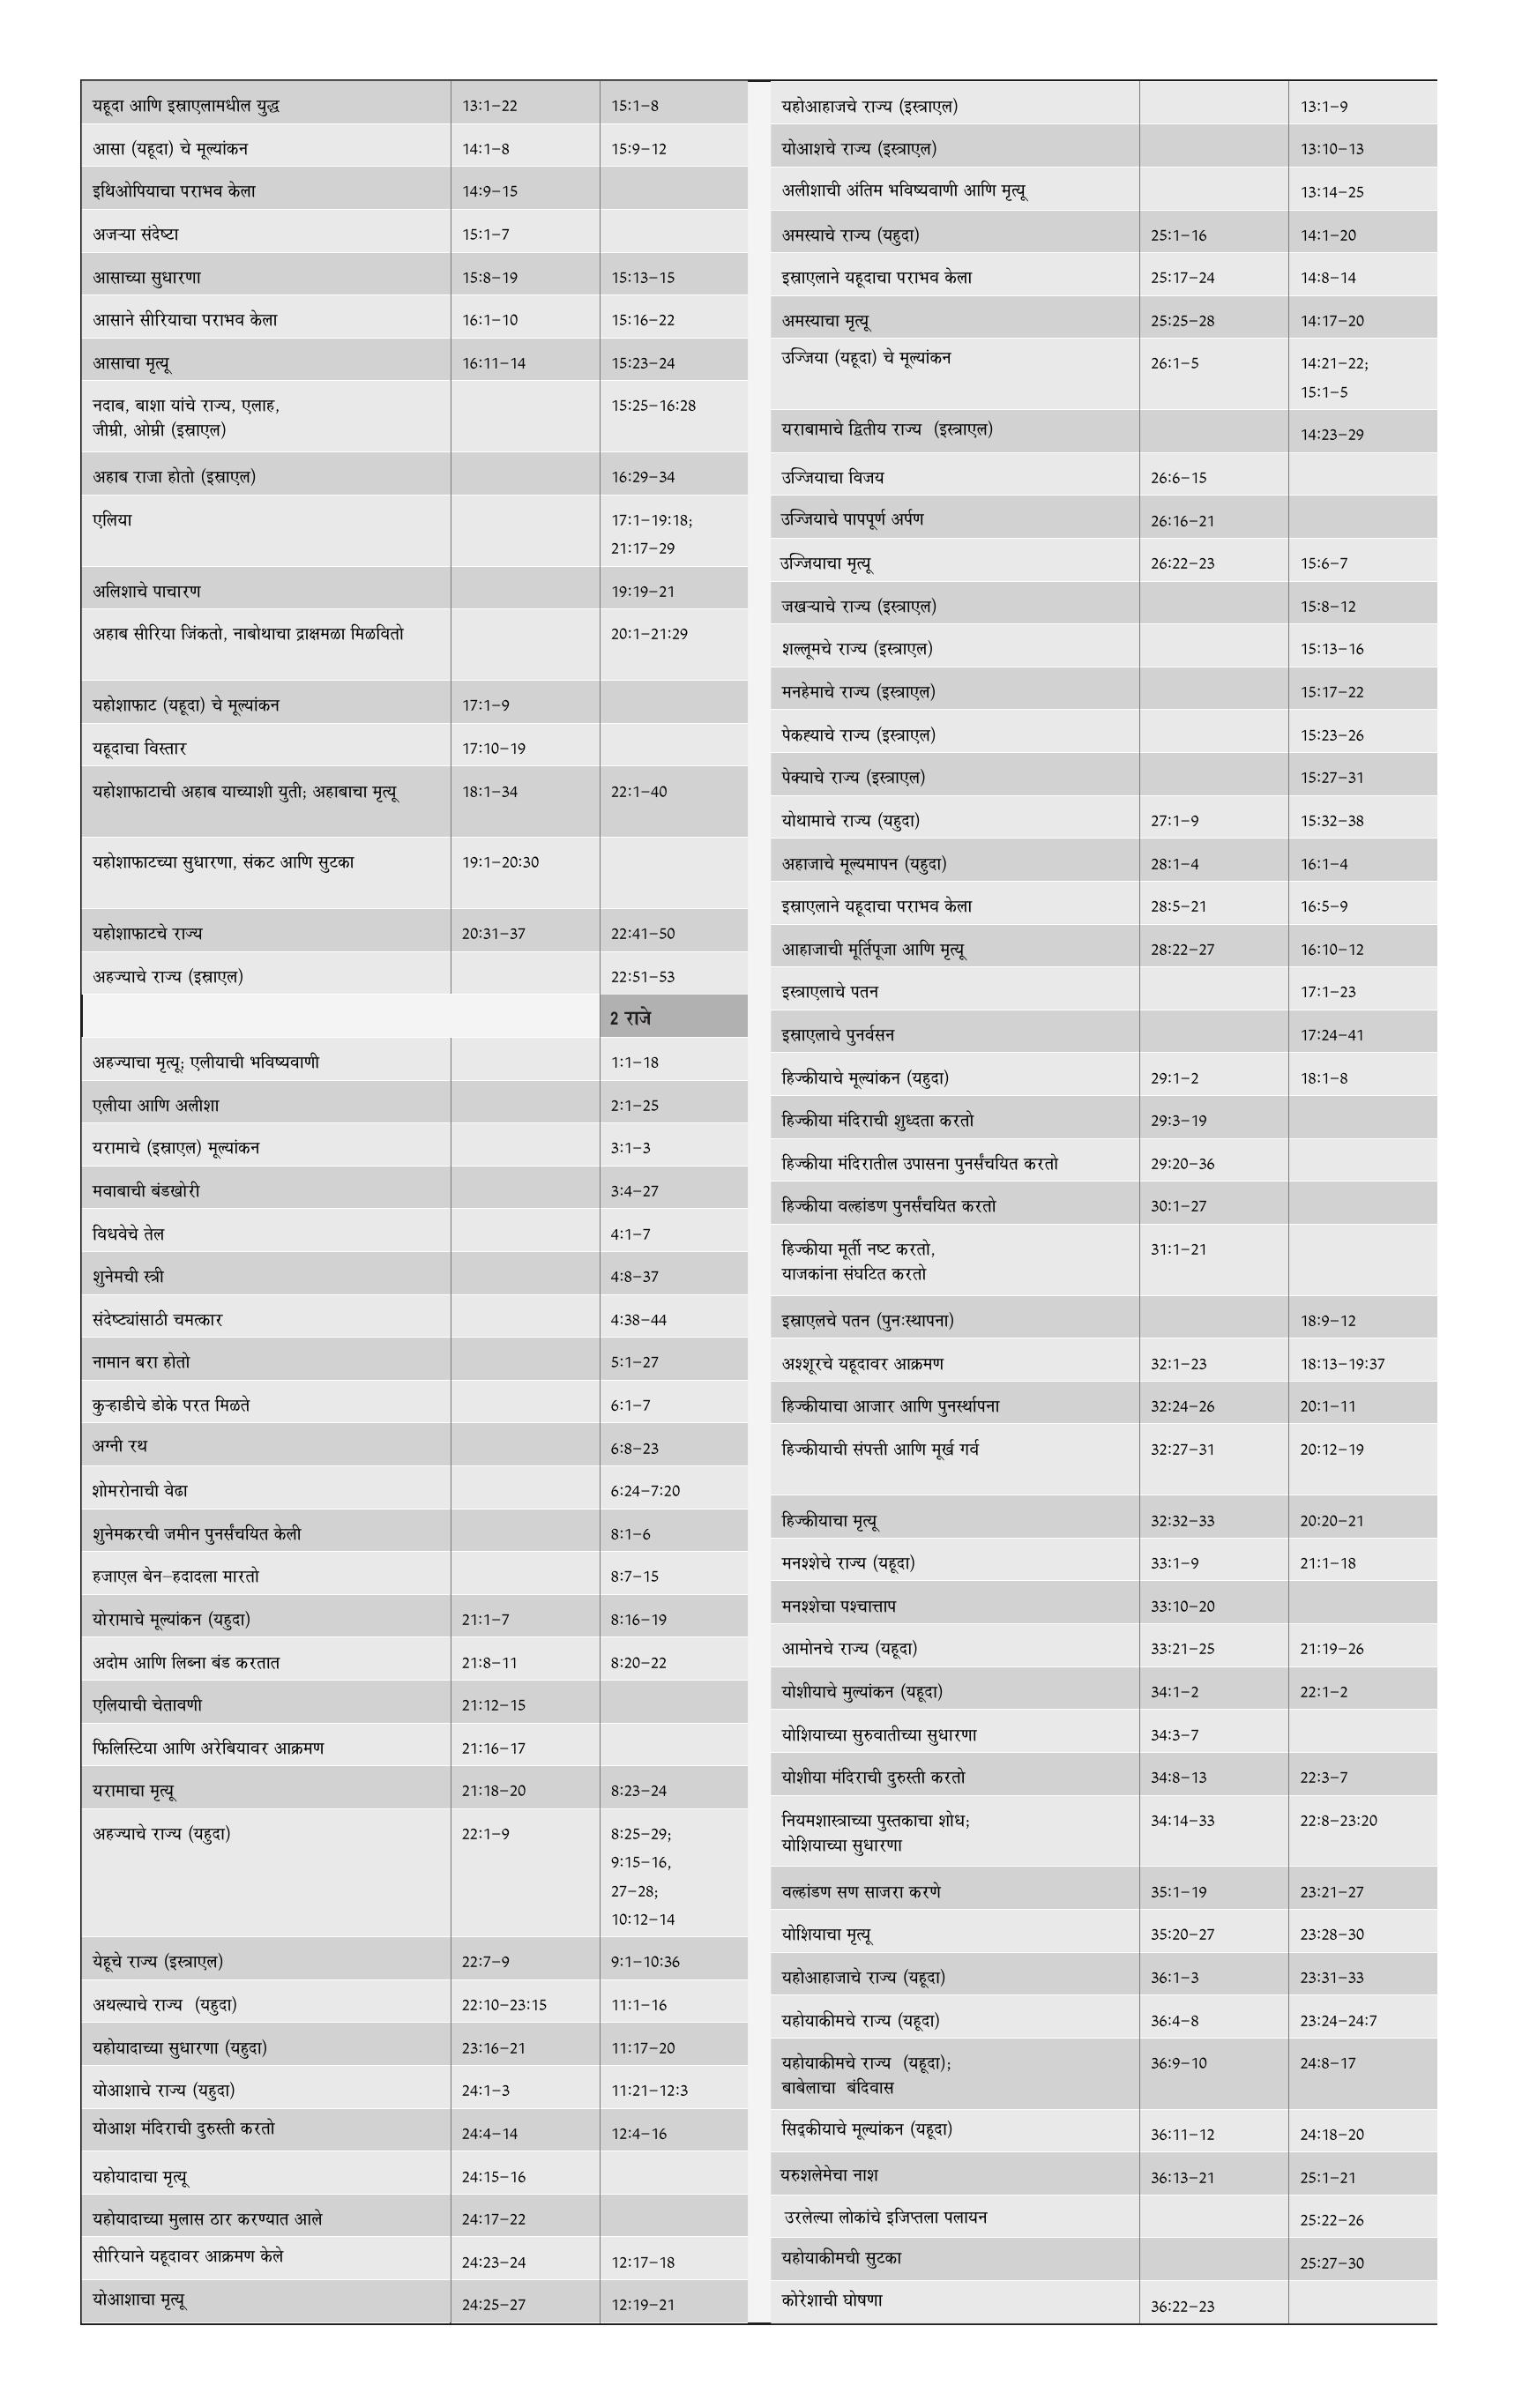 यहूदा आणि इस्राएलामधील युद्ध 13:1–22 15:1–8
आसा (यहूदा) चे मूल्यांकन 14:1–8 15:9–12
इथिओपियाचा पराभव केला 14:9–15
अजऱ्या संदेष्टा 15:1–7
आसाच्या सुधारणा 15:8–19 15:13–15
आसाने सीरियाचा पराभव केला 16:1–10 15:16–22
आसाचा मृत्यू 16:11–14 15:23–24
नदाब, बाशा यांचे राज्य, एलाह, 15:25–16:28
जीम्री, ओम्री (इस्राएल)
अहाब राजा होतो (इस्राएल) 16:29–34
एलिया 17:1–19:18;
21:17–29
अलिशाचे पाचारण 19:19–21
अहाब सीरिया जिंकतो, नाबोथाचा द्राक्षमळा मिळवितो 20:1–21:29
यहोशाफाट (यहूदा) चे मूल्यांकन 17:1–9
यहूदाचा विस्तार 17:10–19
यहोशाफाटाची अहाब याच्याशी युती; अहाबाचा मृत्यू 18:1–34 22:1–40
यहोशाफाटच्या सुधारणा, संकट आणि सुटका 19:1–20:30
यहोशाफाटचे राज्य 20:31–37 22:41–50
अहज्याचे राज्य (इस्राएल) 22:51–53
2 राजे
अहज्याचा मृत्यू; एलीयाची भविष्यवाणी 1:1–18
एलीया आणि अलीशा 2:1–25
यरामाचे (इस्राएल) मूल्यांकन 3:1–3
मवाबाची बंडखोरी 3:4–27
विधवेचे तेल 4:1–7
शुनेमची स्त्री 4:8–37
संदेष्ट्यांसाठी चमत्कार 4:38–44
नामान बरा होतो 5:1–27
कुऱ्हाडीचे डोके परत मिळते 6:1–7
अग्नी रथ 6:8–23
शोमरोनाची वेढा 6:24–7:20
शुनेमकरची जमीन पुनर्संचयित केली 8:1–6
हजाएल बेन–हदादला मारतो 8:7–15
योरामाचे मूल्यांकन (यहुदा) 21:1–7 8:16–19
अदोम आणि लिब्ना बंड करतात 21:8–11 8:20–22
एलियाची चेतावणी 21:12–15
फिलिस्टिया आणि अरेबियावर आक्रमण 21:16–17
यरामाचा मृत्यू 21:18–20 8:23–24
अहज्याचे राज्य (यहुदा) 22:1–9 8:25–29;
9:15–16,
27–28;
10:12–14
येहूचे राज्य (इस्त्राएल) 22:7–9 9:1–10:36
अथल्याचे राज्य (यहुदा) 22:10–23:15 11:1–16
यहोयादाच्या सुधारणा (यहुदा) 23:16–21 11:17–20
योआशाचे राज्य (यहुदा) 24:1–3 11:21–12:3
योआश मंदिराची दुरुस्ती करतो 24:4–14 12:4–16
यहोयादाचा मृत्यू 24:15–16
यहोयादाच्या मुलास ठार करण्यात आले 24:17–22
सीरियाने यहूदावर आक्रमण केले 24:23–24 12:17–18
योआशाचा मृत्यू 24:25–27 12:19–21
यहोआहाजचे राज्य (इस्त्राएल) 13:1–9
योआशचे राज्य (इस्त्राएल) 13:10–13
अलीशाची अंतिम भविष्यवाणी आणि मृत्यू 13:14–25
अमस्याचे राज्य (यहुदा) 25:1–16 14:1–20
इस्राएलाने यहूदाचा पराभव केला 25:17–24 14:8–14
अमस्याचा मृत्यू 25:25–28 14:17–20
उज्जिया (यहूदा) चे मूल्यांकन 26:1–5 14:21–22;
15:1–5
यराबामाचे द्वितीय राज्य (इस्त्राएल) 14:23–29
उज्जियाचा विजय 26:6–15
उज्जियाचे पापपूर्ण अर्पण 26:16–21
उज्जियाचा मृत्यू 26:22–23 15:6–7
जखऱ्याचे राज्य (इस्त्राएल) 15:8–12
शल्लूमचे राज्य (इस्त्राएल) 15:13–16
मनहेमाचे राज्य (इस्त्राएल) 15:17–22
पेकह्याचे राज्य (इस्त्राएल) 15:23–26
पेक्याचे राज्य (इस्त्राएल) 15:27–31
योथामाचे राज्य (यहुदा) 27:1–9 15:32–38
अहाजाचे मूल्यमापन (यहुदा) 28:1–4 16:1–4
इस्राएलाने यहूदाचा पराभव केला 28:5–21 16:5–9
आहाजाची मूर्तिपूजा आणि मृत्यू 28:22–27 16:10–12
इस्त्राएलाचे पतन 17:1–23
इस्राएलाचे पुनर्वसन 17:24–41
हिज्कीयाचे मूल्यांकन (यहुदा) 29:1–2 18:1–8
हिज्कीया मंदिराची शुध्दता करतो 29:3–19
हिज्कीया मंदिरातील उपासना पुनर्संचयित करतो 29:20–36
हिज्कीया वल्हांडण पुनर्संचयित करतो 30:1–27
हिज्कीया मूर्ती नष्ट करतो, 31:1–21
याजकांना संघटित करतो
इस्राएलचे पतन (पुनःस्थापना) 18:9–12
अश्शूरचे यहूदावर आक्रमण 32:1–23 18:13–19:37
हिज्कीयाचा आजार आणि पुनर्स्थापना 32:24–26 20:1–11
हिज्कीयाची संपत्ती आणि मूर्ख गर्व 32:27–31 20:12–19
हिज्कीयाचा मृत्यू 32:32–33 20:20–21
मनश्शेचे राज्य (यहूदा) 33:1–9 21:1–18
मनश्शेचा पश्चात्ताप 33:10–20
आमोनचे राज्य (यहूदा) 33:21–25 21:19–26
योशीयाचे मुल्यांकन (यहूदा) 34:1–2 22:1–2
योशियाच्या सुरुवातीच्या सुधारणा 34:3–7
योशीया मंदिराची दुरुस्ती करतो 34:8–13 22:3–7
नियमशास्त्राच्या पुस्तकाचा शोध; 34:14–33 22:8–23:20
योशियाच्या सुधारणा
वल्हांडण सण साजरा करणे 35:1–19 23:21–27
योशियाचा मृत्यू 35:20–27 23:28–30
यहोआहाजाचे राज्य (यहूदा) 36:1–3 23:31–33
यहोयाकीमचे राज्य (यहूदा) 36:4–8 23:24–24:7
यहोयाकीमचे राज्य (यहूदा); 36:9–10 24:8–17
बाबेलाचा बंदिवास
सिद्कीयाचे मूल्यांकन (यहूदा) 36:11–12 24:18–20
यरुशलेमेचा नाश 36:13–21 25:1–21
उरलेल्या लोकांचे इजिप्तला पलायन 25:22–26
यहोयाकीमची सुटका 25:27–30
कोरेशाची घोषणा 36:22–23